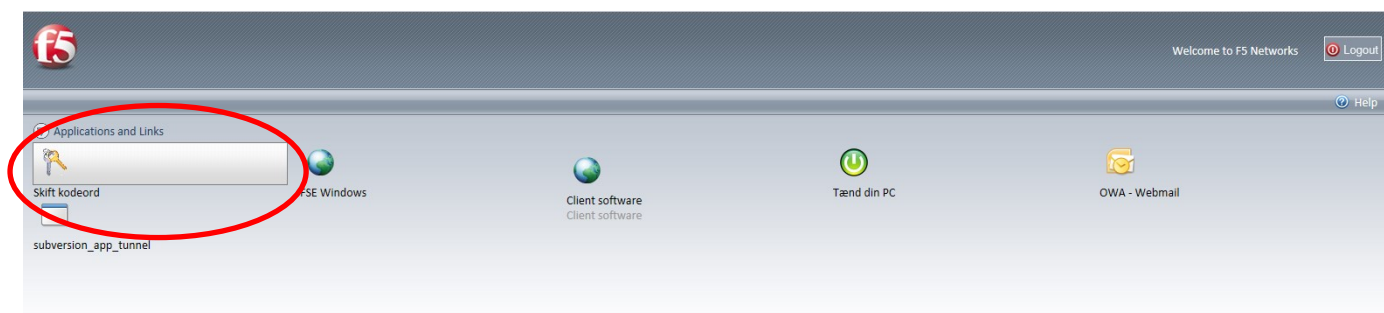 f5
Welcome to F5 Networks
Logout
Help
Applications and Links
Skift kodeord
FSE Windows
Client software
Client software
Tænd din PC
OWA - Webmail
subversion_app_tunnel